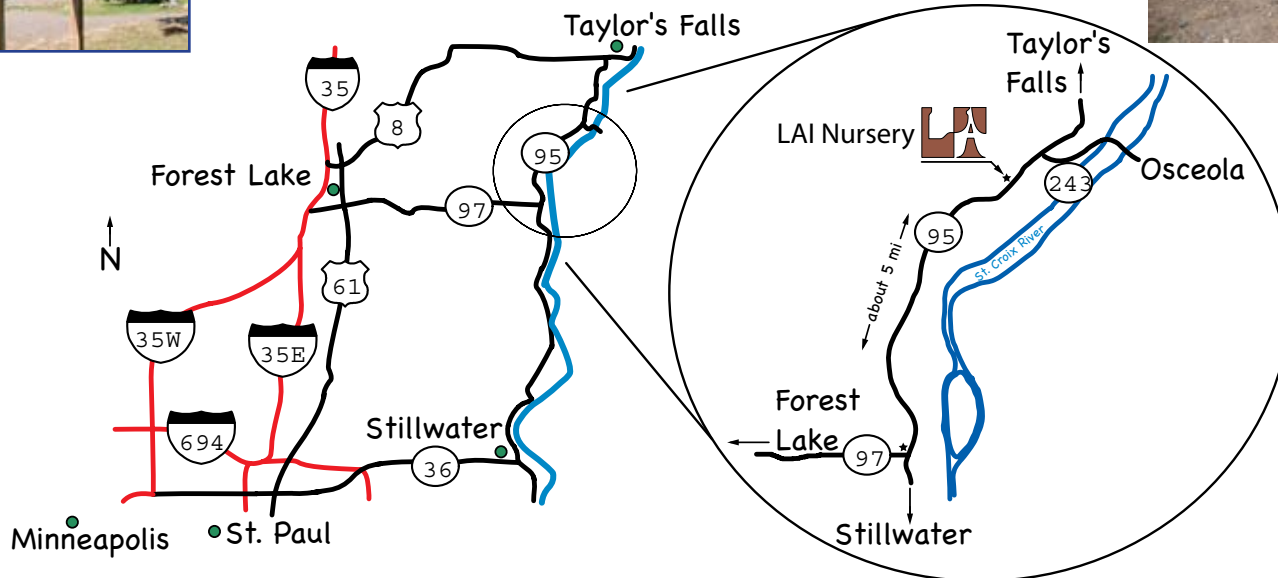 Taylor's Falls
35
8
95
Forest Lake
97
N
61
35W
35E
694
Stillwater
36
Minneapolis
St. Paul
Taylor's
Falls
LAI Nursery
LA
Osceola
243
95
St. Croix River
about 5 mi
Forest
Lake
97
Stillwater